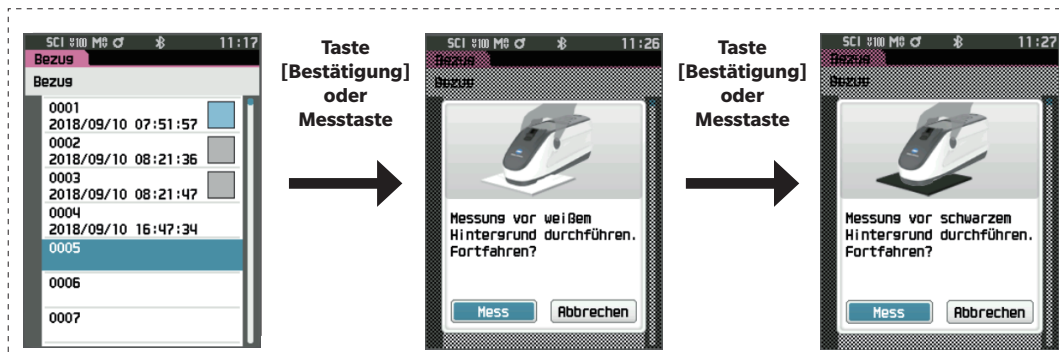 SCI M 11:17
Bezug
Bezug
0001
2018/09/10 07:51:57
0002
2018/09/10 08:21:36
0003
2018/09/10 08:21:47
0004
2018/09/10 16:47:34
0005
0006
0007
Taste
[Bestätigung]
oder
Messtaste
SCI M 11:26
Bezug
Bezug
Messung vor weißem
Hintergrund durchführen.
Fortfahren?
Mess Abbrechen
Taste
[Bestätigung]
oder
Messtaste
SCI M 11:27
Bezug
Bezug
Messung vor schwarzem
Hintergrund durchführen.
Fortfahren?
Mess Abbrechen